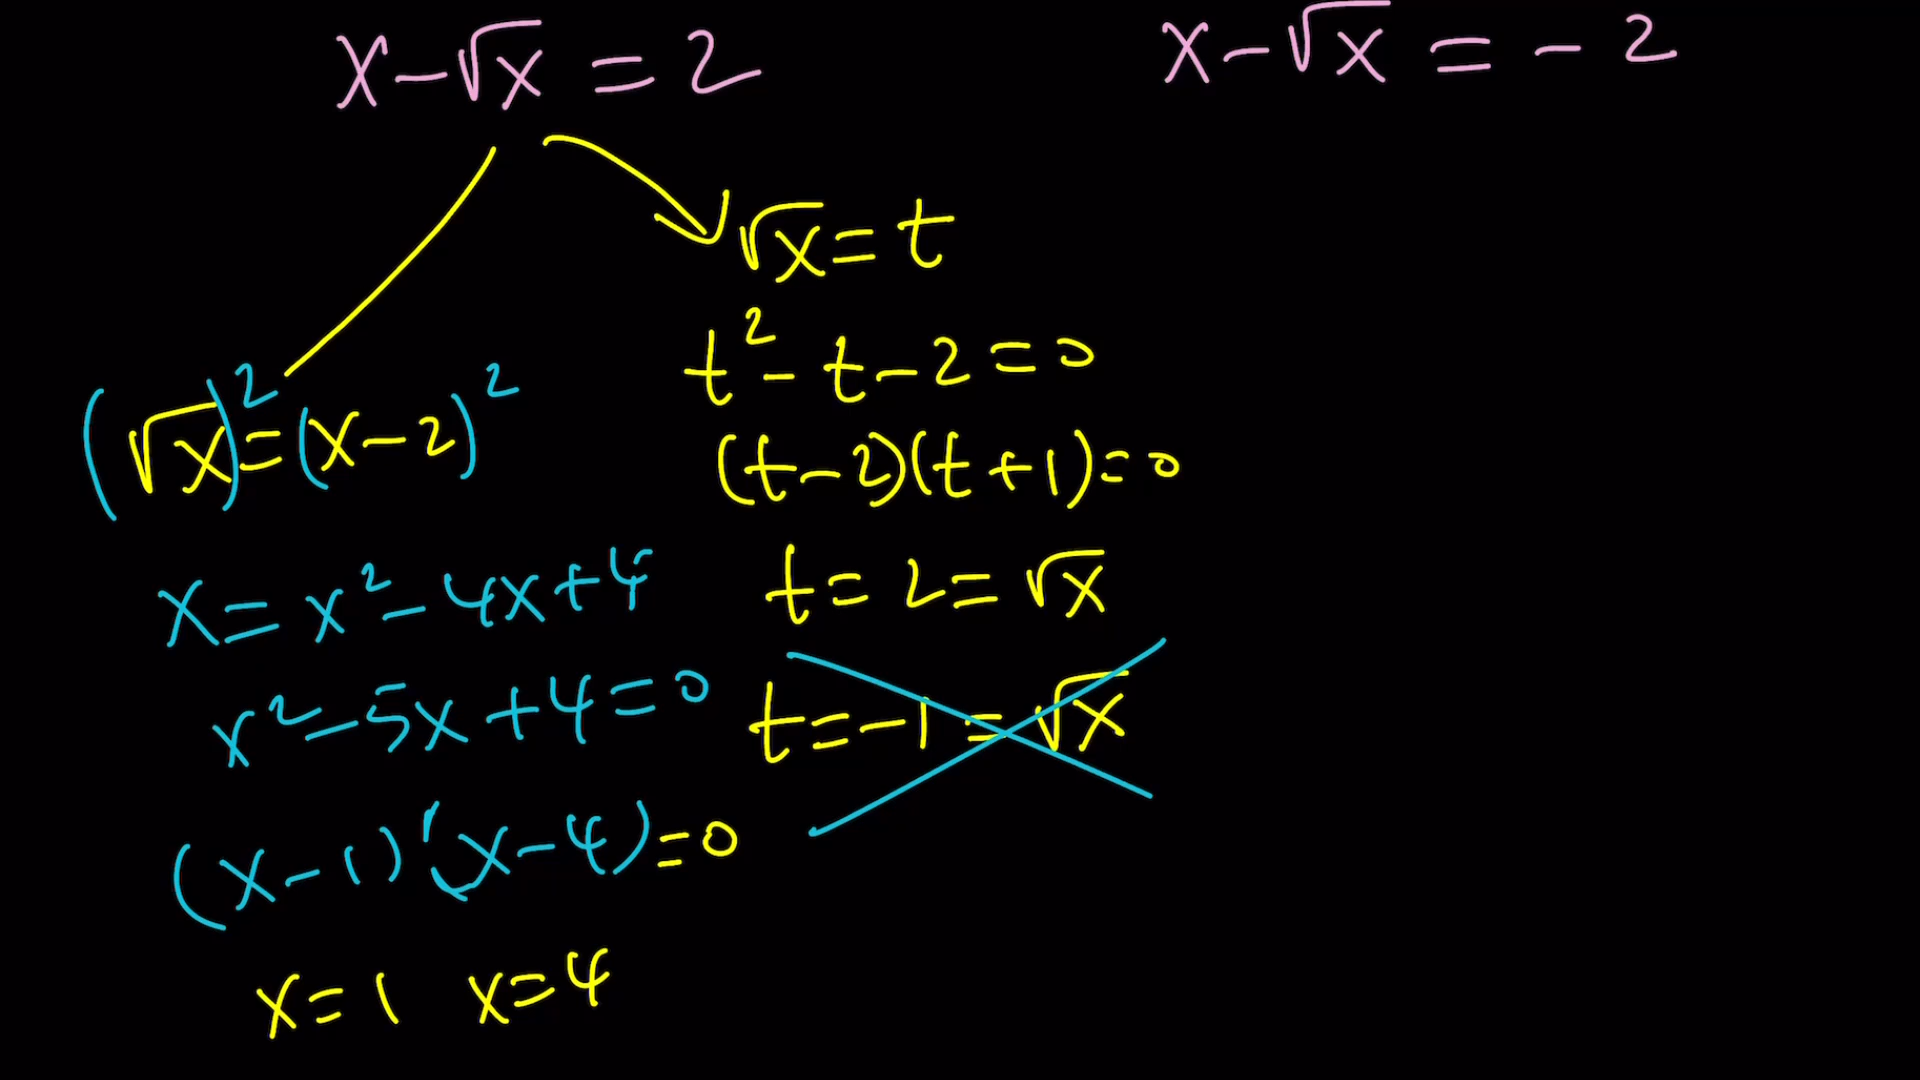 x-√x = 2
x-√x = -2
√x = t
t² - t - 2 = 0
(t-2)(t+1) = 0
t = 2 = √x
t = -1 = √x
(√x)² = (x-2)²
x = x² - 4x + 4
x² - 5x + 4 = 0
(x-1)(x-4) = 0
x = 1 x = 4